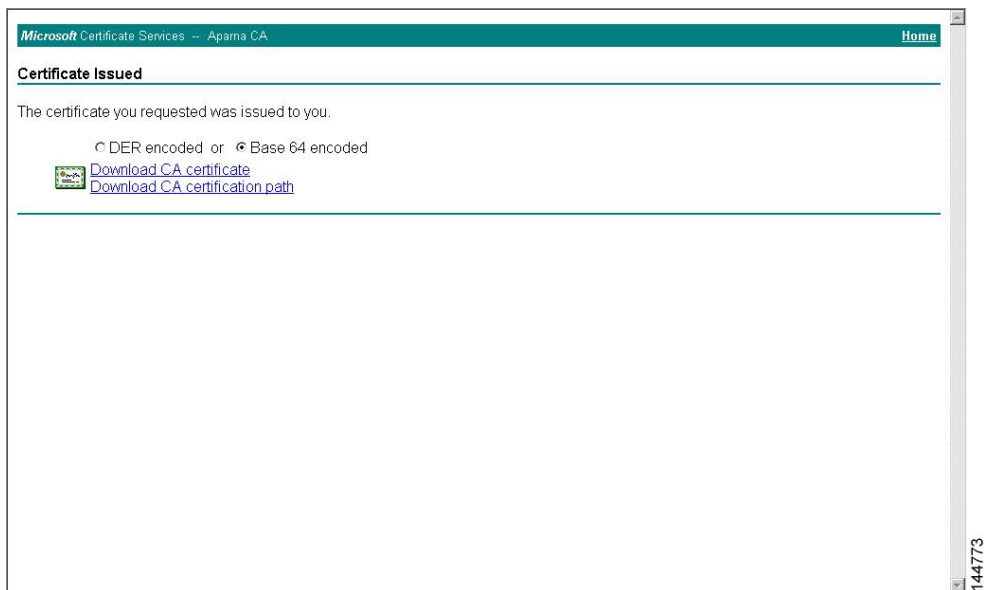 Microsoft Certificate Services -- Aparna CA Home
Certificate Issued
The certificate you requested was issued to you.
DER encoded or Base 64 encoded
Download CA certificate
Download CA certification path
144773